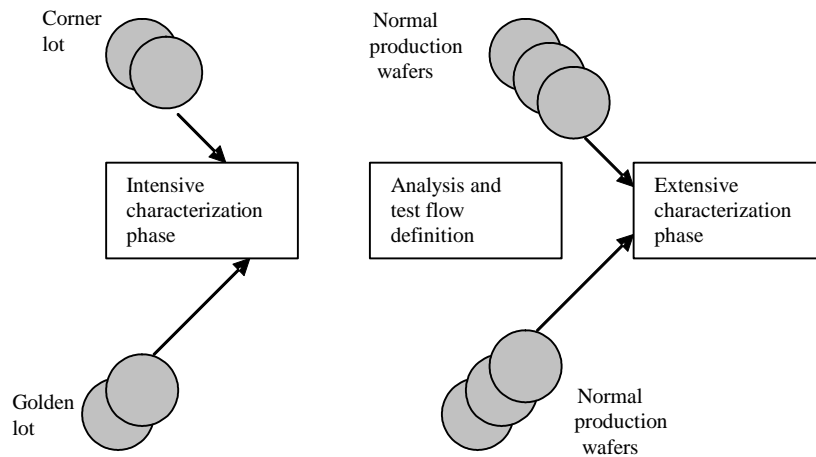 Corner
lot
Normal
production
wafers
Intensive
characterization
phase
Analysis and
test flow
definition
Extensive
characterization
phase
Golden
lot
Normal
production
wafers